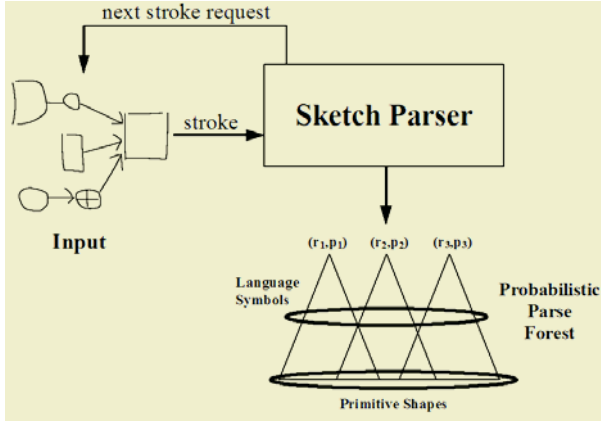 next stroke request
stroke
Sketch Parser
Input
(r1,p1) (r2,p2) (r3,p3)
Language
Symbols
Probabilistic
Parse
Forest
Primitive Shapes